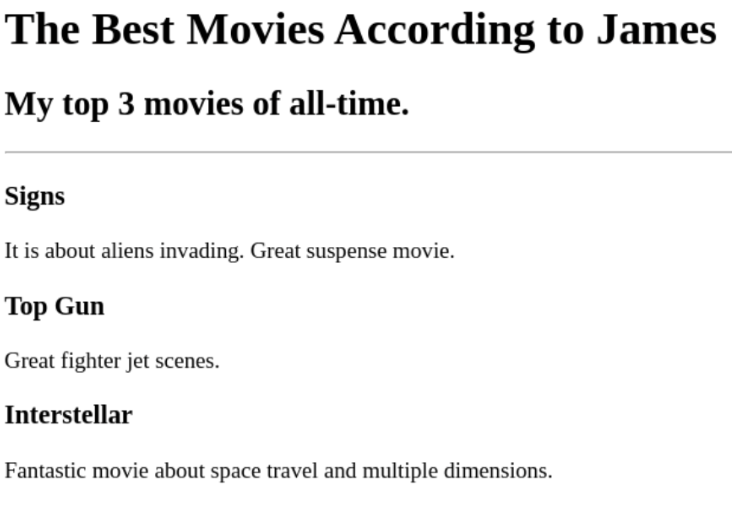 The Best Movies According to James
My top 3 movies of all-time.
Signs
It is about aliens invading. Great suspense movie.
Top Gun
Great fighter jet scenes.
Interstellar
Fantastic movie about space travel and multiple dimensions.